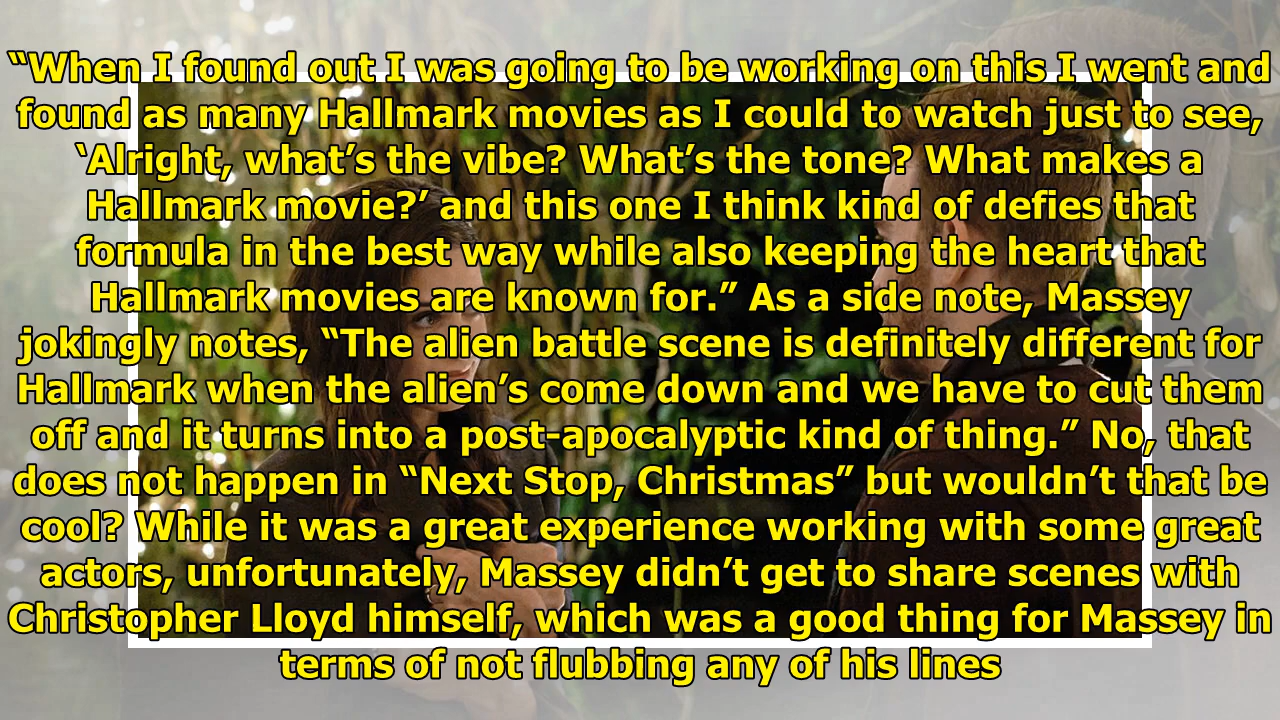 “When I found out I was going to be working on this I went and
found as many Hallmark movies as I could to watch just to see,
‘Alright, what’s the vibe? What’s the tone? What makes a
Hallmark movie?’ and this one I think kind of defies that
formula in the best way while also keeping the heart that
Hallmark movies are known for.” As a side note, Massey
jokingly notes, “The alien battle scene is definitely different for
Hallmark when the alien’s come down and we have to cut them
off and it turns into a post-apocalyptic kind of thing.” No, that
does not happen in “Next Stop, Christmas” but wouldn’t that be
cool? While it was a great experience working with some great
actors, unfortunately, Massey didn’t get to share scenes with
Christopher Lloyd himself, which was a good thing for Massey in
terms of not flubbing any of his lines